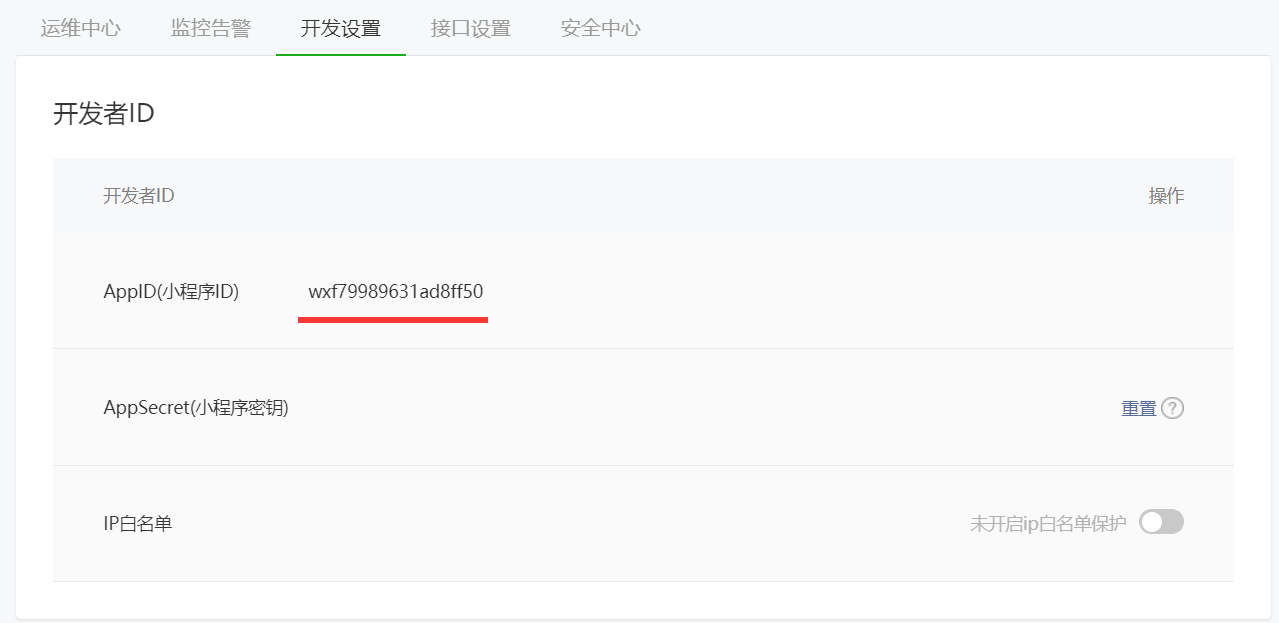 运维中心 监控告警 开发设置 接口设置 安全中心
开发者ID
开发者ID 操作
AppID(小程序ID) wxf79989631ad8ff50
AppSecret(小程序密钥) 重置 ?
IP白名单 未开启ip白名单保护